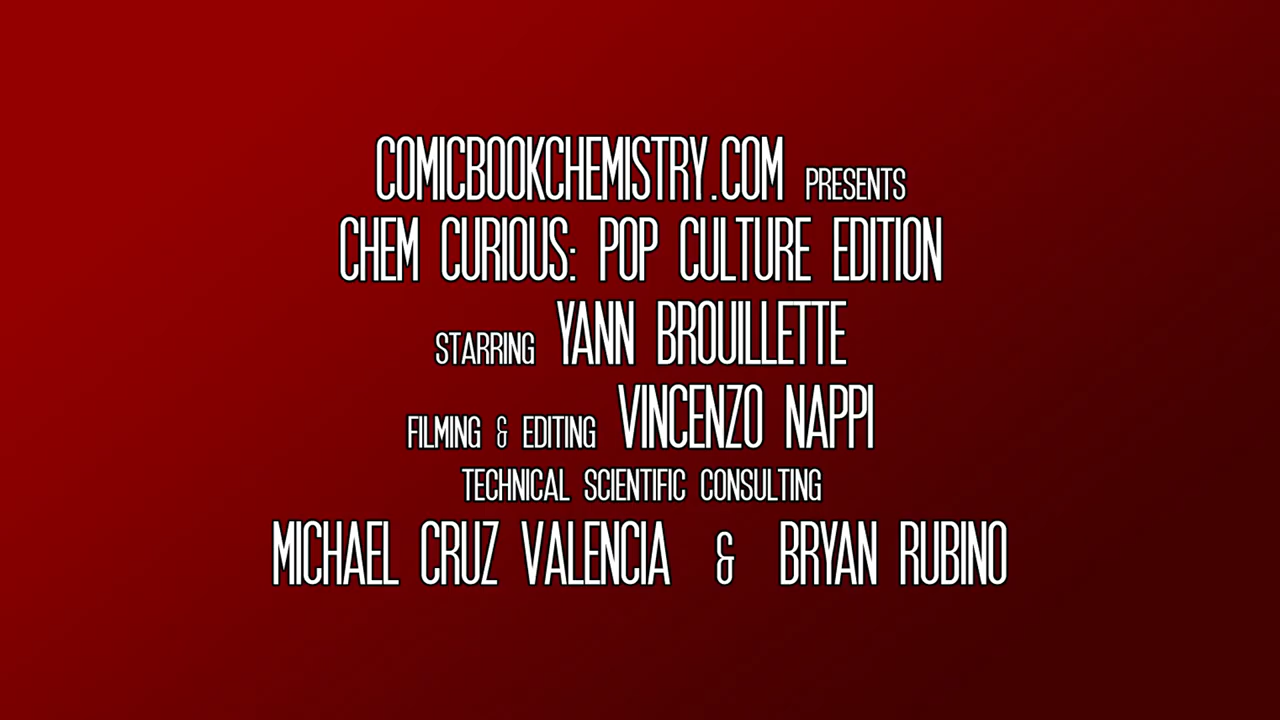 COMICBOOKCHEMISTRY.COM PRESENTS
CHEM CURIOUS: POP CULTURE EDITION
STARRING YANN BROUILLETTE
FILMING & EDITING VINCENZO NAPPI
TECHNICAL SCIENTIFIC CONSULTING
MICHAEL CRUZ VALENCIA & BRYAN RUBINO